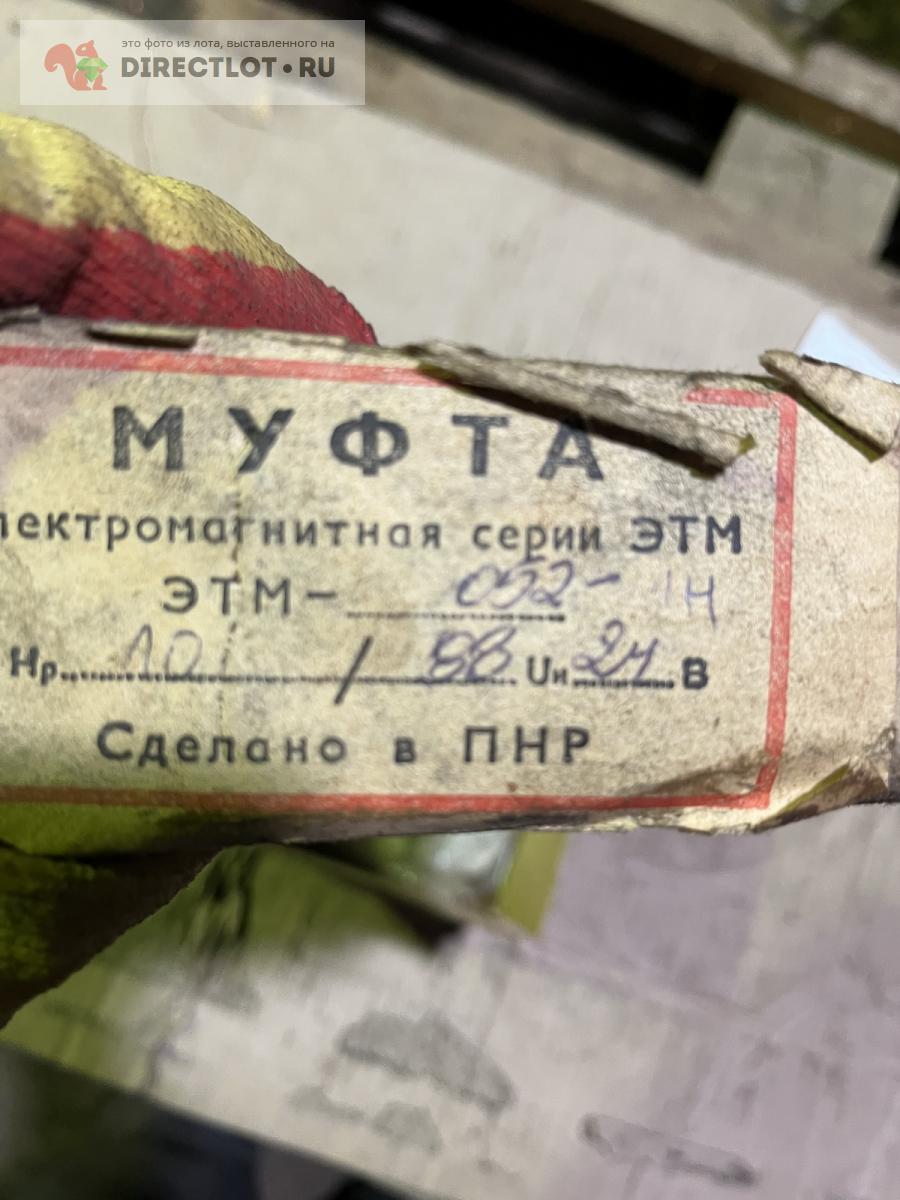 это фото из лота, выставленного на
DIRECTLOT•RU
МУФТА
лектромагнитная серии ЭТМ
ЭТМ- 052- 1Н
Нр. 101 / 88 Uн 24 В
Сделано в ПНР